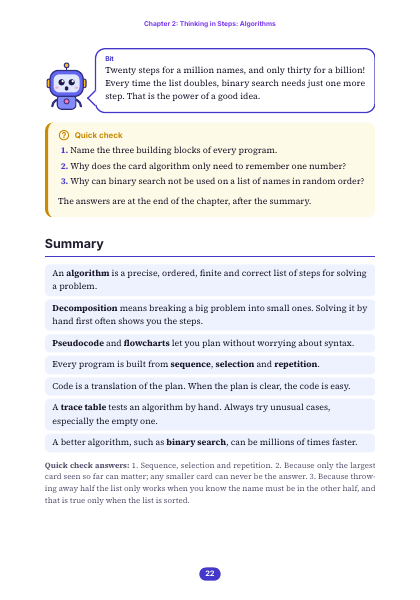 Chapter 2: Thinking in Steps: Algorithms
Bit
Twenty steps for a million names, and only thirty for a billion!
Every time the list doubles, binary search needs just one more
step. That is the power of a good idea.
? Quick check
1. Name the three building blocks of every program.
2. Why does the card algorithm only need to remember one number?
3. Why can binary search not be used on a list of names in random order?
The answers are at the end of the chapter, after the summary.
Summary
An algorithm is a precise, ordered, finite and correct list of steps for solving
a problem.
Decomposition means breaking a big problem into small ones. Solving it by
hand first often shows you the steps.
Pseudocode and flowcharts let you plan without worrying about syntax.
Every program is built from sequence, selection and repetition.
Code is a translation of the plan. When the plan is clear, the code is easy.
A trace table tests an algorithm by hand. Always try unusual cases,
especially the empty one.
A better algorithm, such as binary search, can be millions of times faster.
Quick check answers: 1. Sequence, selection and repetition. 2. Because only the largest
card seen so far can matter; any smaller card can never be the answer. 3. Because throw-
ing away half the list only works when you know the name must be in the other half, and
that is true only when the list is sorted.
22